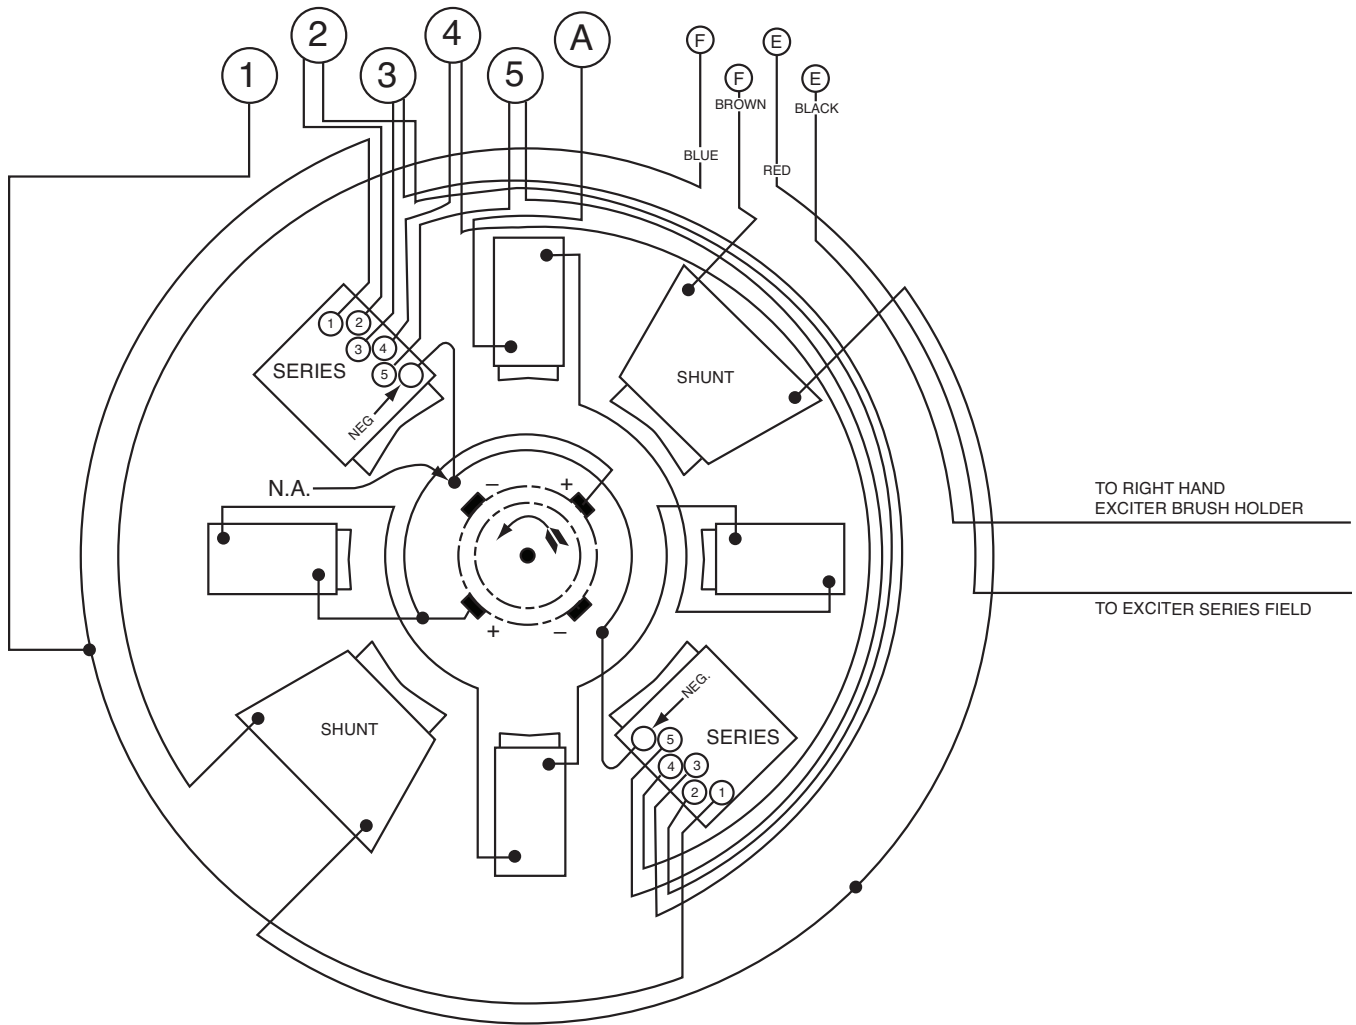 2
4
A
F
E
1
3
5
F
E
BROWN
BLACK
BLUE
RED
1
2
3
4
SERIES
5
NEG
SHUNT
N.A.
–
+
TO RIGHT HAND
EXCITER BRUSH HOLDER
TO EXCITER SERIES FIELD
+
–
SHUNT
NEG.
5
SERIES
4
3
2
1